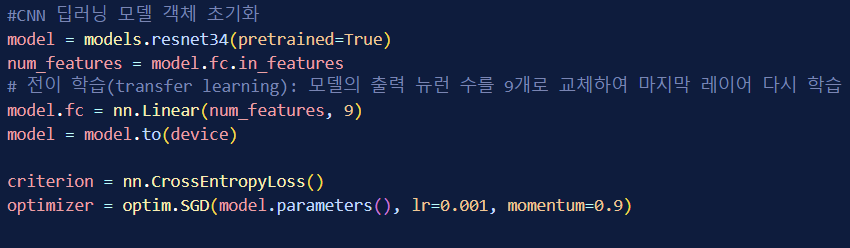 #CNN 딥러닝 모델 객체 초기화
model = models.resnet34(pretrained=True)
num_features = model.fc.in_features
# 전이 학습(transfer learning): 모델의 출력 뉴런 수를 9개로 교체하여 마지막 레이어 다시 학습
model.fc = nn.Linear(num_features, 9)
model = model.to(device)
criterion = nn.CrossEntropyLoss()
optimizer = optim.SGD(model.parameters(), lr=0.001, momentum=0.9)